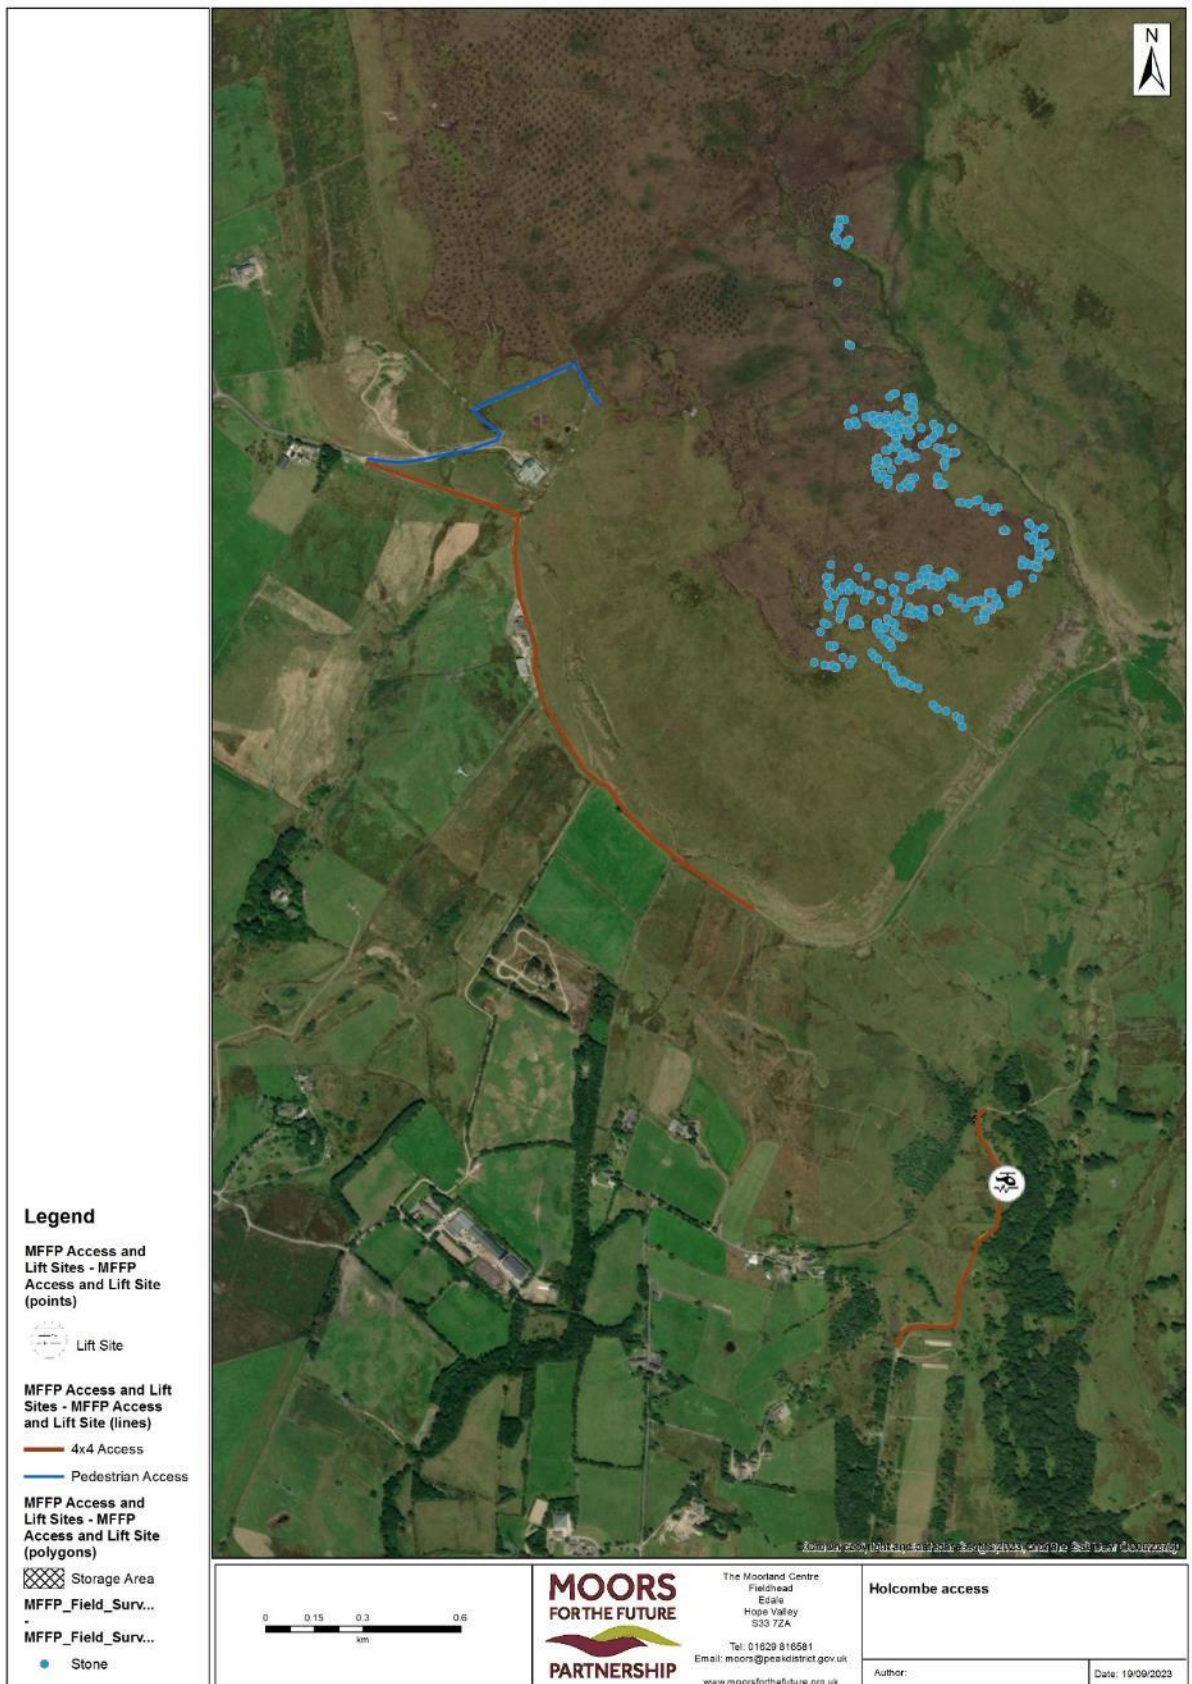 N
Legend
MFFP Access and
Lift Sites - MFFP
Access and Lift Site
(points)
Lift Site
MFFP Access and Lift
Sites - MFFP Access
and Lift Site (lines)
4x4 Access
Pedestrian Access
MFFP Access and
Lift Sites - MFFP
Access and Lift Site
(polygons)
Storage Area
MFFP_Field_Surv...
-
MFFP_Field_Surv...
Stone
0 0.15 0.3 0.6
km
MOORS
FOR THE FUTURE
PARTNERSHIP
The Moorland Centre
Fieldhead
Edale
Hope Valley
S33 7ZA
Tel: 01629 816581
Email: moors@peakdistrict.gov.uk
www.moorsforthefuture.org.uk
Holcombe access
Author:
Date: 19/09/2023